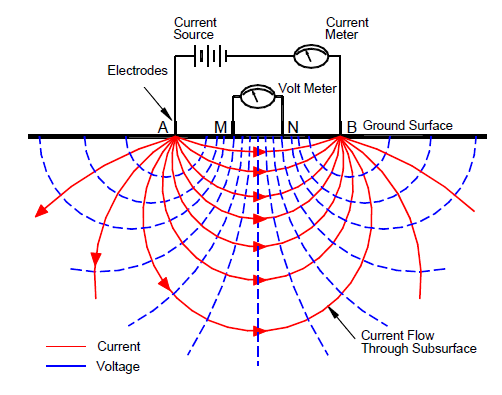 Current
Source
Current
Meter
Electrodes
Volt Meter
A
M
N
B
Ground Surface
Current Flow
Through Subsurface
Current
Voltage